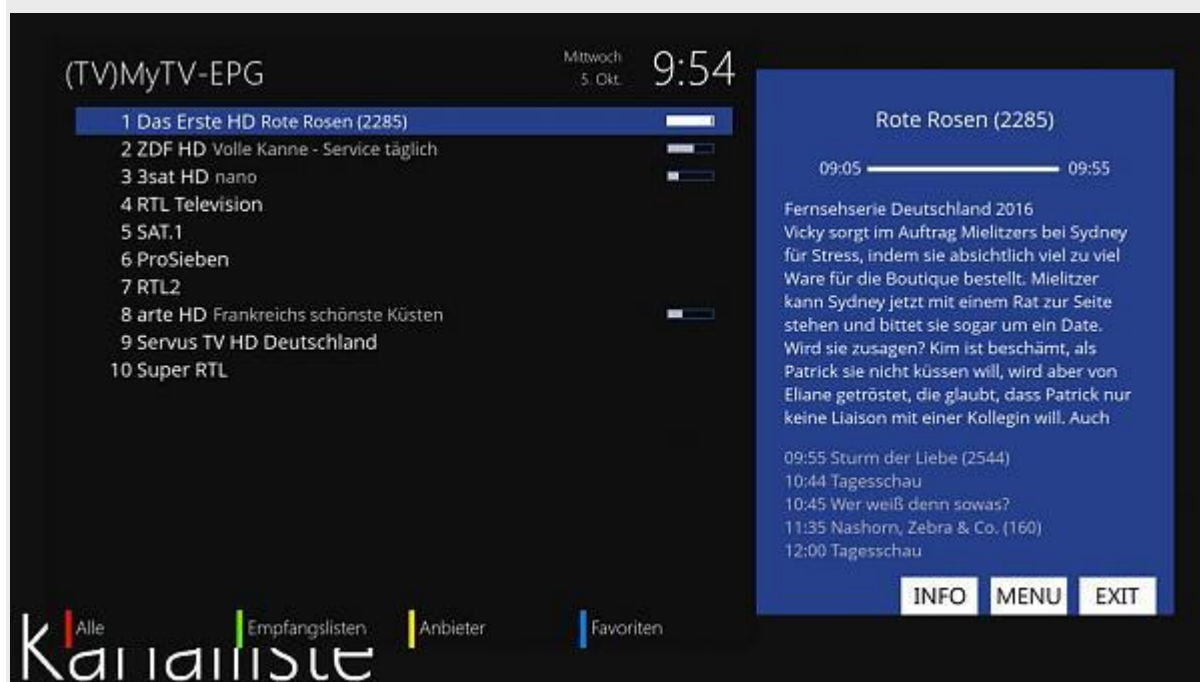 (TV)MyTV-EPG
Mittwoch
5. Okt.
9:54
1 Das Erste HD Rote Rosen (2285)
2 ZDF HD Volle Kanne - Service täglich
3 3sat HD nano
4 RTL Television
5 SAT.1
6 ProSieben
7 RTL2
8 arte HD Frankreichs schönste Küsten
9 Servus TV HD Deutschland
10 Super RTL
Rote Rosen (2285)
09:05 09:55
Fernsehserie Deutschland 2016
Vicky sorgt im Auftrag Mielitzers bei Sydney
für Stress, indem sie absichtlich viel zu viel
Ware für die Boutique bestellt. Mielitzer
kann Sydney jetzt mit einem Rat zur Seite
stehen und bittet sie sogar um ein Date.
Wird sie zusagen? Kim ist beschämt, als
Patrick sie nicht küssen will, wird aber von
Eliane getröstet, die glaubt, dass Patrick nur
keine Liaison mit einer Kollegin will. Auch
09:55 Sturm der Liebe (2544)
10:44 Tagesschau
10:45 Wer weiß denn sowas?
11:35 Nashorn, Zebra & Co. (160)
12:00 Tagesschau
INFO MENU EXIT
Alle Empfangslisten Anbieter Favoriten
Kanalliste